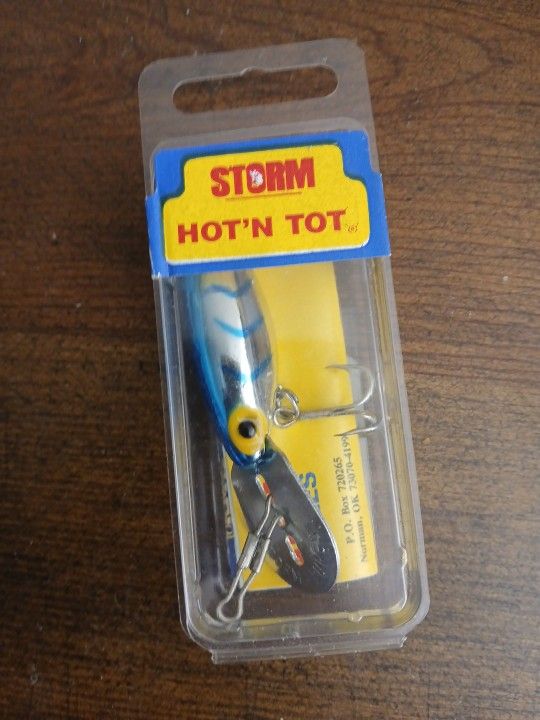 STORM
HOT'N TOT®
P.O. Box 720265
Norman, OK 73070-4199